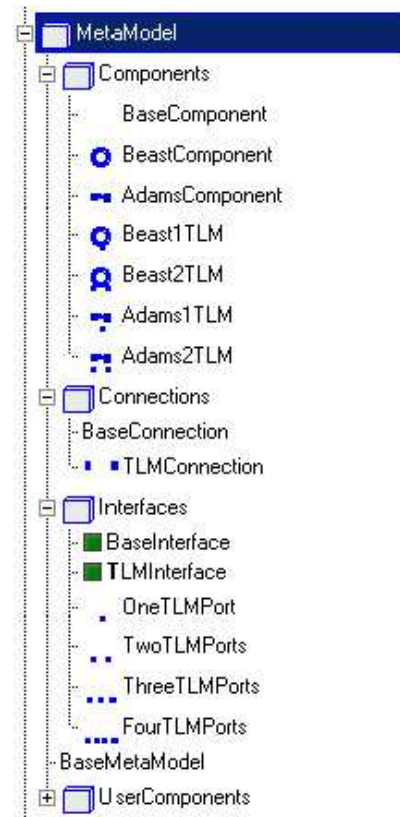 MetaModel
Components
BaseComponent
BeastComponent
AdamsComponent
Beast1TLM
Beast2TLM
Adams1TLM
Adams2TLM
Connections
BaseConnection
TLMConnection
Interfaces
BaseInterface
TLMInterface
OneTLMPort
TwoTLMPorts
ThreeTLMPorts
FourTLMPorts
BaseMetaModel
UserComponents